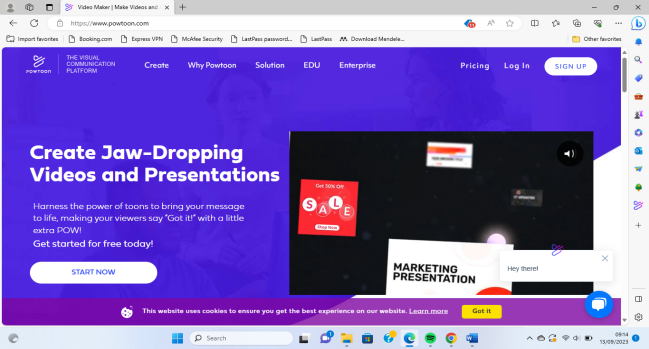 Video Maker | Make Videos and
https://www.powtoon.com
Import favorites
Booking.com
Express VPN
McAfee Security
LastPass password...
LastPass
Download Mendele...
Other favorites
POWTOON
THE VISUAL
COMMUNICATION
PLATFORM
Create
Why Powtoon
Solution
EDU
Enterprise
Pricing
Log In
SIGN UP
Create Jaw-Dropping
Videos and Presentations
Harness the power of toons to bring your message
to life, making your viewers say "Got it!" with a little
extra POW!
Get started for free today!
START NOW
Get 50% Off
SALE
Shop Now
MARKETING
PRESENTATION
Hey there!
This website uses cookies to ensure you get the best experience on our website. Learn more
Got it
Search
09:14
13/09/2023